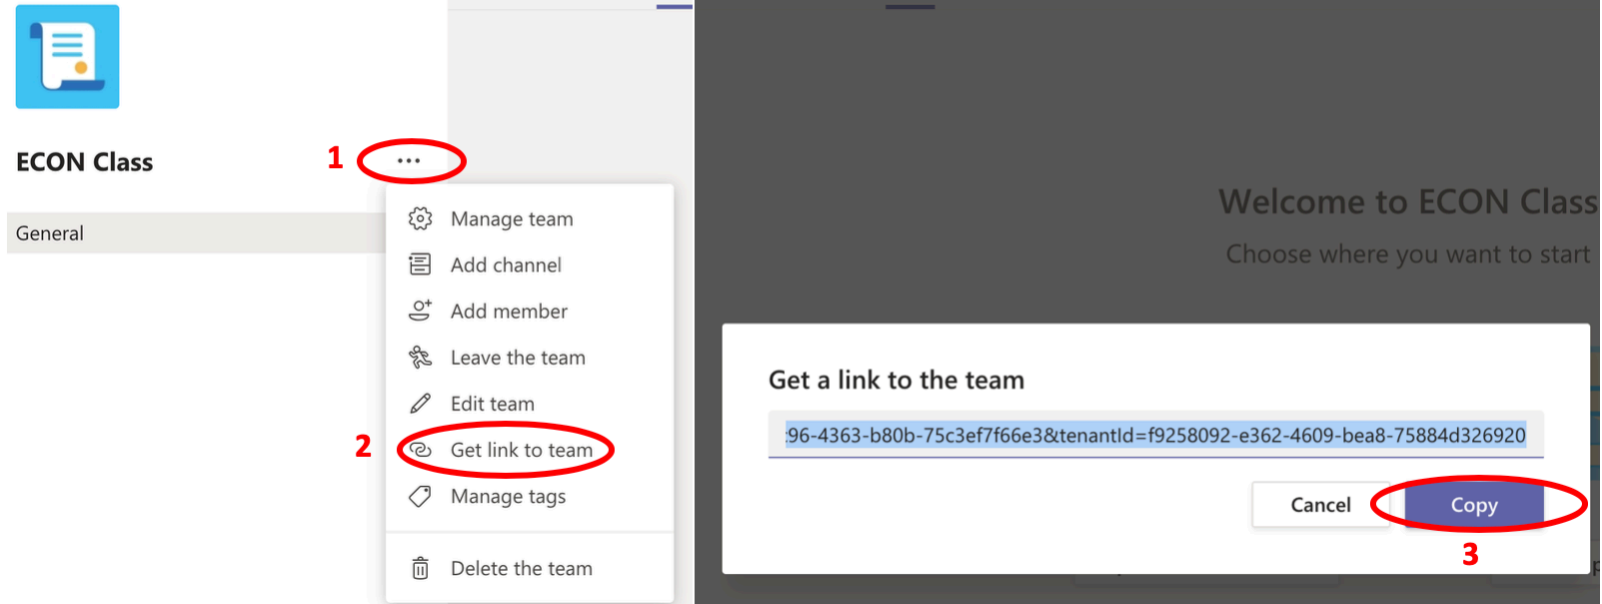 ECON Class
1
...
General
Manage team
Add channel
Add member
Leave the team
Edit team
2
Get link to team
Manage tags
Delete the team
Welcome to ECON Class
Choose where you want to start
Get a link to the team
96-4363-b80b-75c3ef7f66e3&tenantId=f9258092-e362-4609-bea8-75884d326920
Cancel
Copy
3